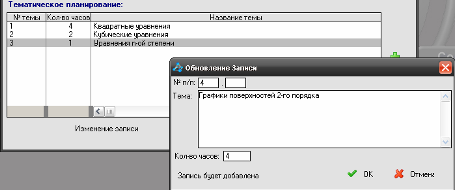 Тематическое планирование:
№ темы Кол-во часов Название темы
1 4 Квадратные уравнения
2 2 Кубические уравнения
3 1 Уравнения n-ной степени
Изменение записи
Обновление Записи
№ п/п: 4 .
Тема: Графики поверхностей 2-го порядка
Кол-во часов: 4
Запись будет добавлена OK Отмена